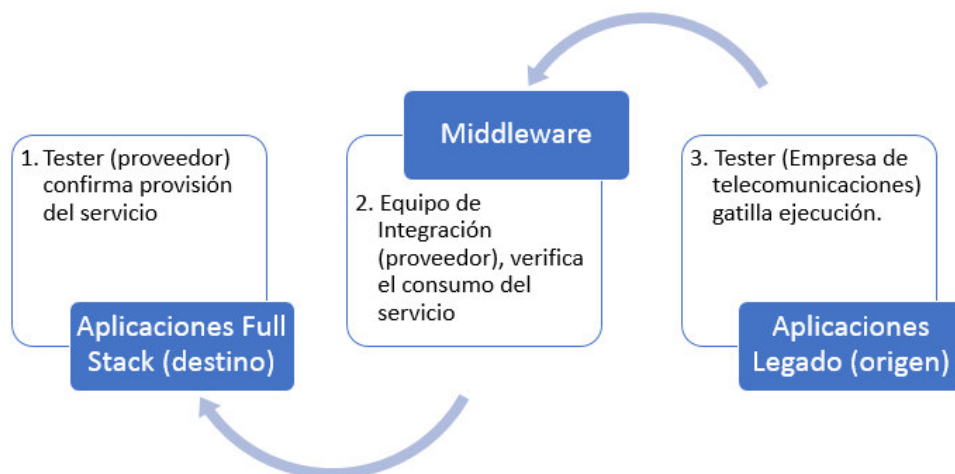 1. Tester (proveedor)
confirma provisión
del servicio
Aplicaciones Full
Stack (destino)
Middleware
2. Equipo de
Integración
(proveedor), verifica
el consumo del
servicio
3. Tester (Empresa de
telecomunicaciones)
gatilla ejecución.
Aplicaciones
Legado (origen)